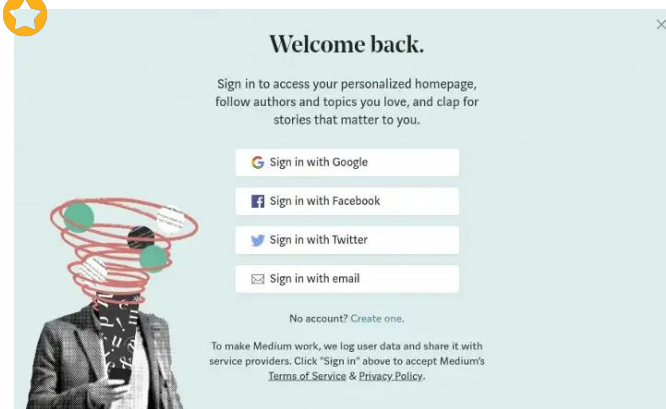 Welcome back.
Sign in to access your personalized homepage,
follow authors and topics you love, and clap for
stories that matter to you.
Sign in with Google
Sign in with Facebook
Sign in with Twitter
Sign in with email
No account? Create one.
To make Medium work, we log user data and share it with
service providers. Click "Sign in" above to accept Medium's
Terms of Service & Privacy Policy.